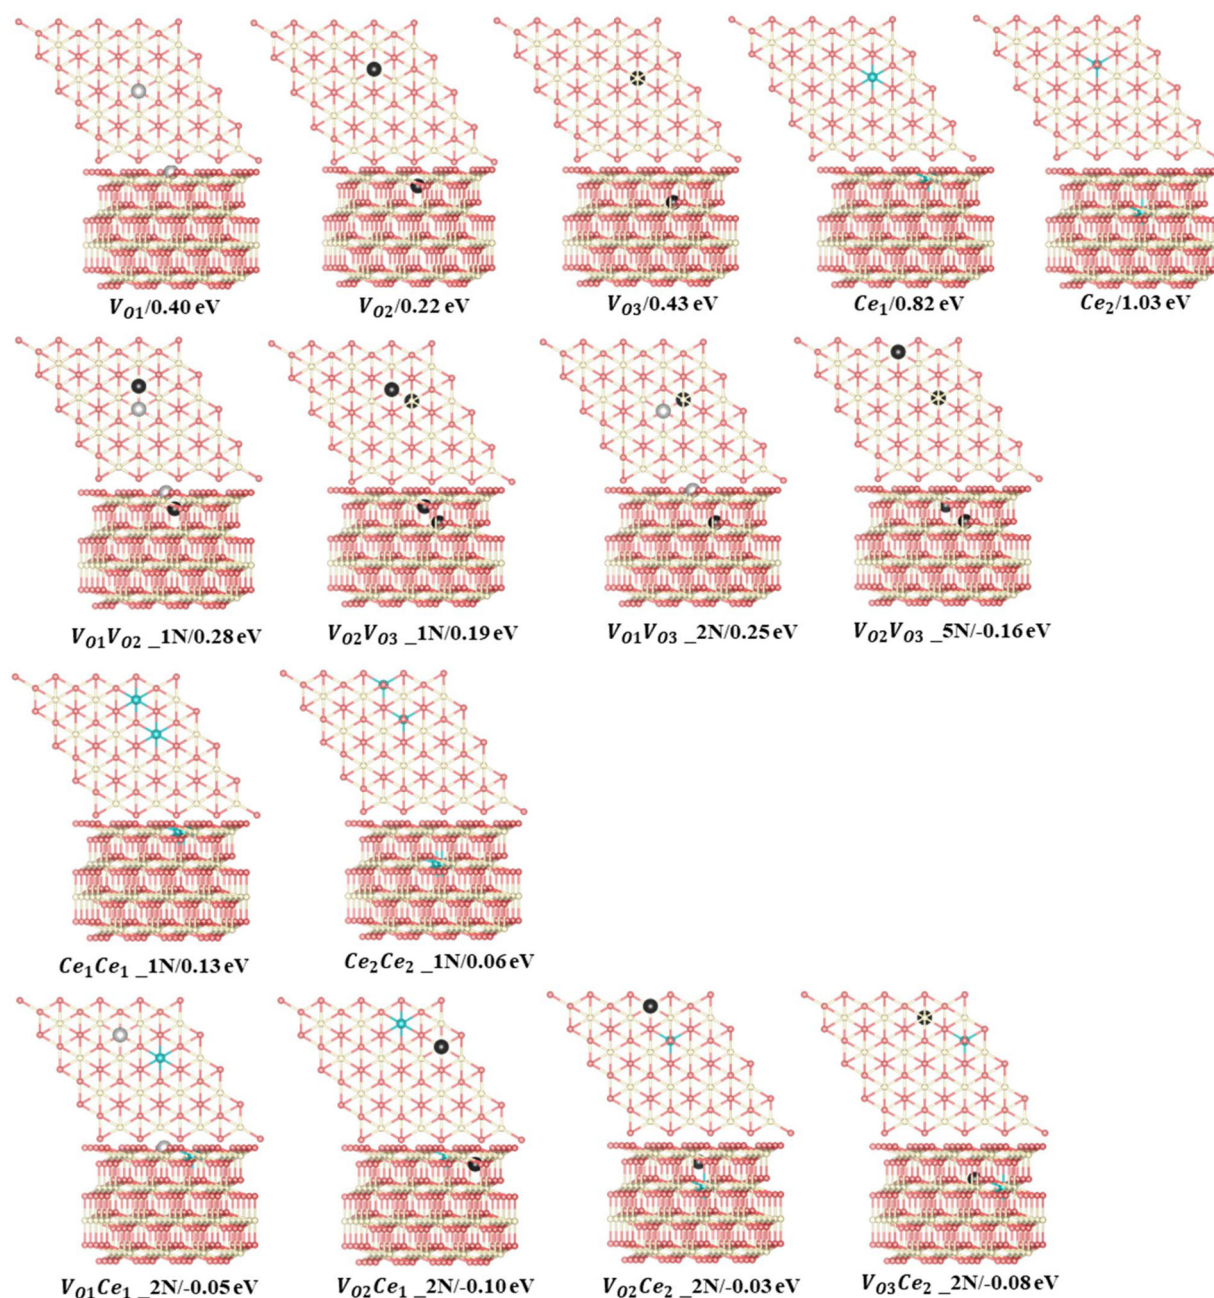 V_O1/0.40 eV
V_O2/0.22 eV
V_O3/0.43 eV
Ce_1/0.82 eV
Ce_2/1.03 eV
V_O1V_O2 _1N/0.28 eV
V_O2V_O3 _1N/0.19 eV
V_O1V_O3 _2N/0.25 eV
V_O2V_O3 _5N/-0.16 eV
Ce_1Ce_1 _1N/0.13 eV
Ce_2Ce_2 _1N/0.06 eV
V_O1Ce_1 _2N/-0.05 eV
V_O2Ce_1 _2N/-0.10 eV
V_O2Ce_2 _2N/-0.03 eV
V_O3Ce_2 _2N/-0.08 eV